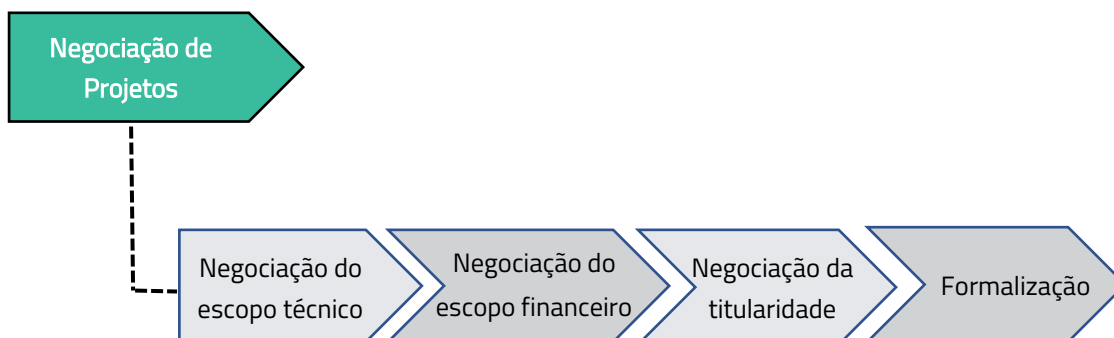 Negociação de
Projetos
Negociação do
escopo técnico
Negociação do
escopo financeiro
Negociação da
titularidade
Formalização